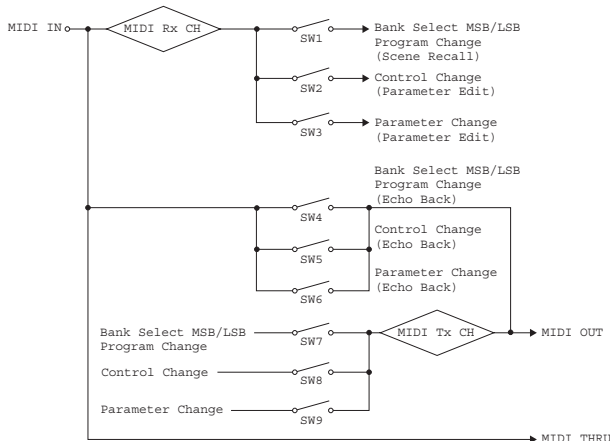 MIDI IN
MIDI Rx CH
SW1
Bank Select MSB/LSB
Program Change
(Scene Recall)
SW2
Control Change
(Parameter Edit)
SW3
Parameter Change
(Parameter Edit)
Bank Select MSB/LSB
Program Change
(Echo Back)
SW4
Control Change
(Echo Back)
SW5
Parameter Change
(Echo Back)
SW6
Bank Select MSB/LSB
Program Change
SW7
MIDI Tx CH
MIDI OUT
Control Change
SW8
Parameter Change
SW9
MIDI THRU